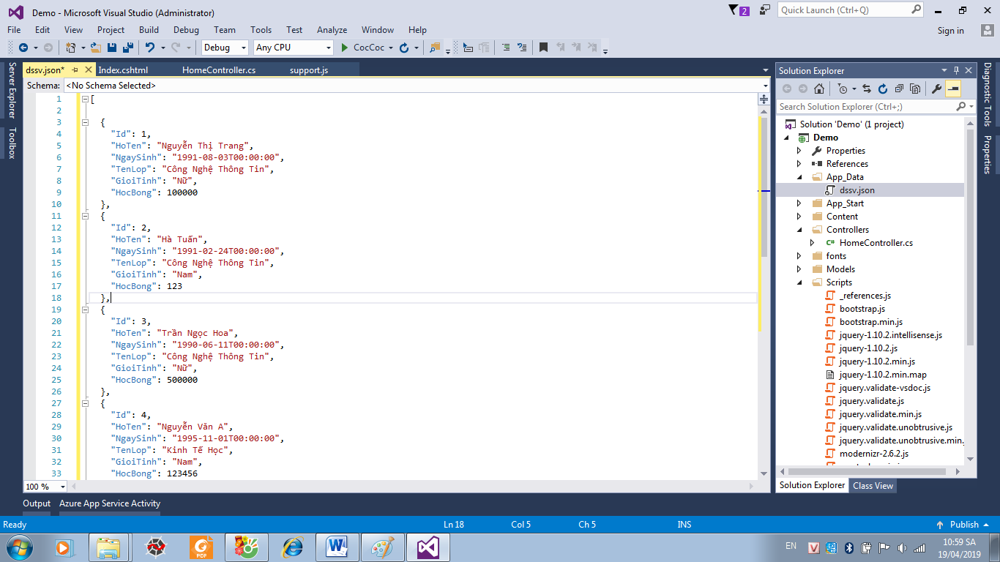 Demo - Microsoft Visual Studio (Administrator)
2
Quick Launch (Ctrl+Q)
File Edit View Project Build Debug Team Tools Test Analyze Window Help
Sign in
Debug Any CPU CocCoc
Server Explorer
Toolbox
dssv.json* Index.cshtml HomeController.cs support.js
Schema: <No Schema Selected>
1 [
2
3 {
4 "Id": 1,
5 "HoTen": "Nguyễn Thị Trang",
6 "NgaySinh": "1991-08-03T00:00:00",
7 "TenLop": "Công Nghệ Thông Tin",
8 "GioiTinh": "Nữ",
9 "HocBong": 100000
10 },
11 {
12 "Id": 2,
13 "HoTen": "Hà Tuấn",
14 "NgaySinh": "1991-02-24T00:00:00",
15 "TenLop": "Công Nghệ Thông Tin",
16 "GioiTinh": "Nam",
17 "HocBong": 123
18 },
19 {
20 "Id": 3,
21 "HoTen": "Trần Ngọc Hoa",
22 "NgaySinh": "1990-06-11T00:00:00",
23 "TenLop": "Công Nghệ Thông Tin",
24 "GioiTinh": "Nữ",
25 "HocBong": 500000
26 },
27 {
28 "Id": 4,
29 "HoTen": "Nguyễn Văn A",
30 "NgaySinh": "1995-11-01T00:00:00",
31 "TenLop": "Kinh Tế Học",
32 "GioiTinh": "Nam",
33 "HocBong": 123456
100 %
Solution Explorer
Search Solution Explorer (Ctrl+;)
Solution 'Demo' (1 project)
Demo
Properties
References
App_Data
dssv.json
App_Start
Content
Controllers
C# HomeController.cs
fonts
Models
Scripts
_references.js
bootstrap.js
bootstrap.min.js
jquery-1.10.2.intellisense.js
jquery-1.10.2.js
jquery-1.10.2.min.js
jquery-1.10.2.min.map
jquery.validate-vsdoc.js
jquery.validate.js
jquery.validate.min.js
jquery.validate.unobtrusive.js
jquery.validate.unobtrusive.min.
modernizr-2.6.2.js
Solution Explorer Class View
Diagnostic Tools
Properties
Output Azure App Service Activity
Ready Ln 18 Col 5 Ch 5 INS Publish
PDF
EN
10:59 SA
19/04/2019